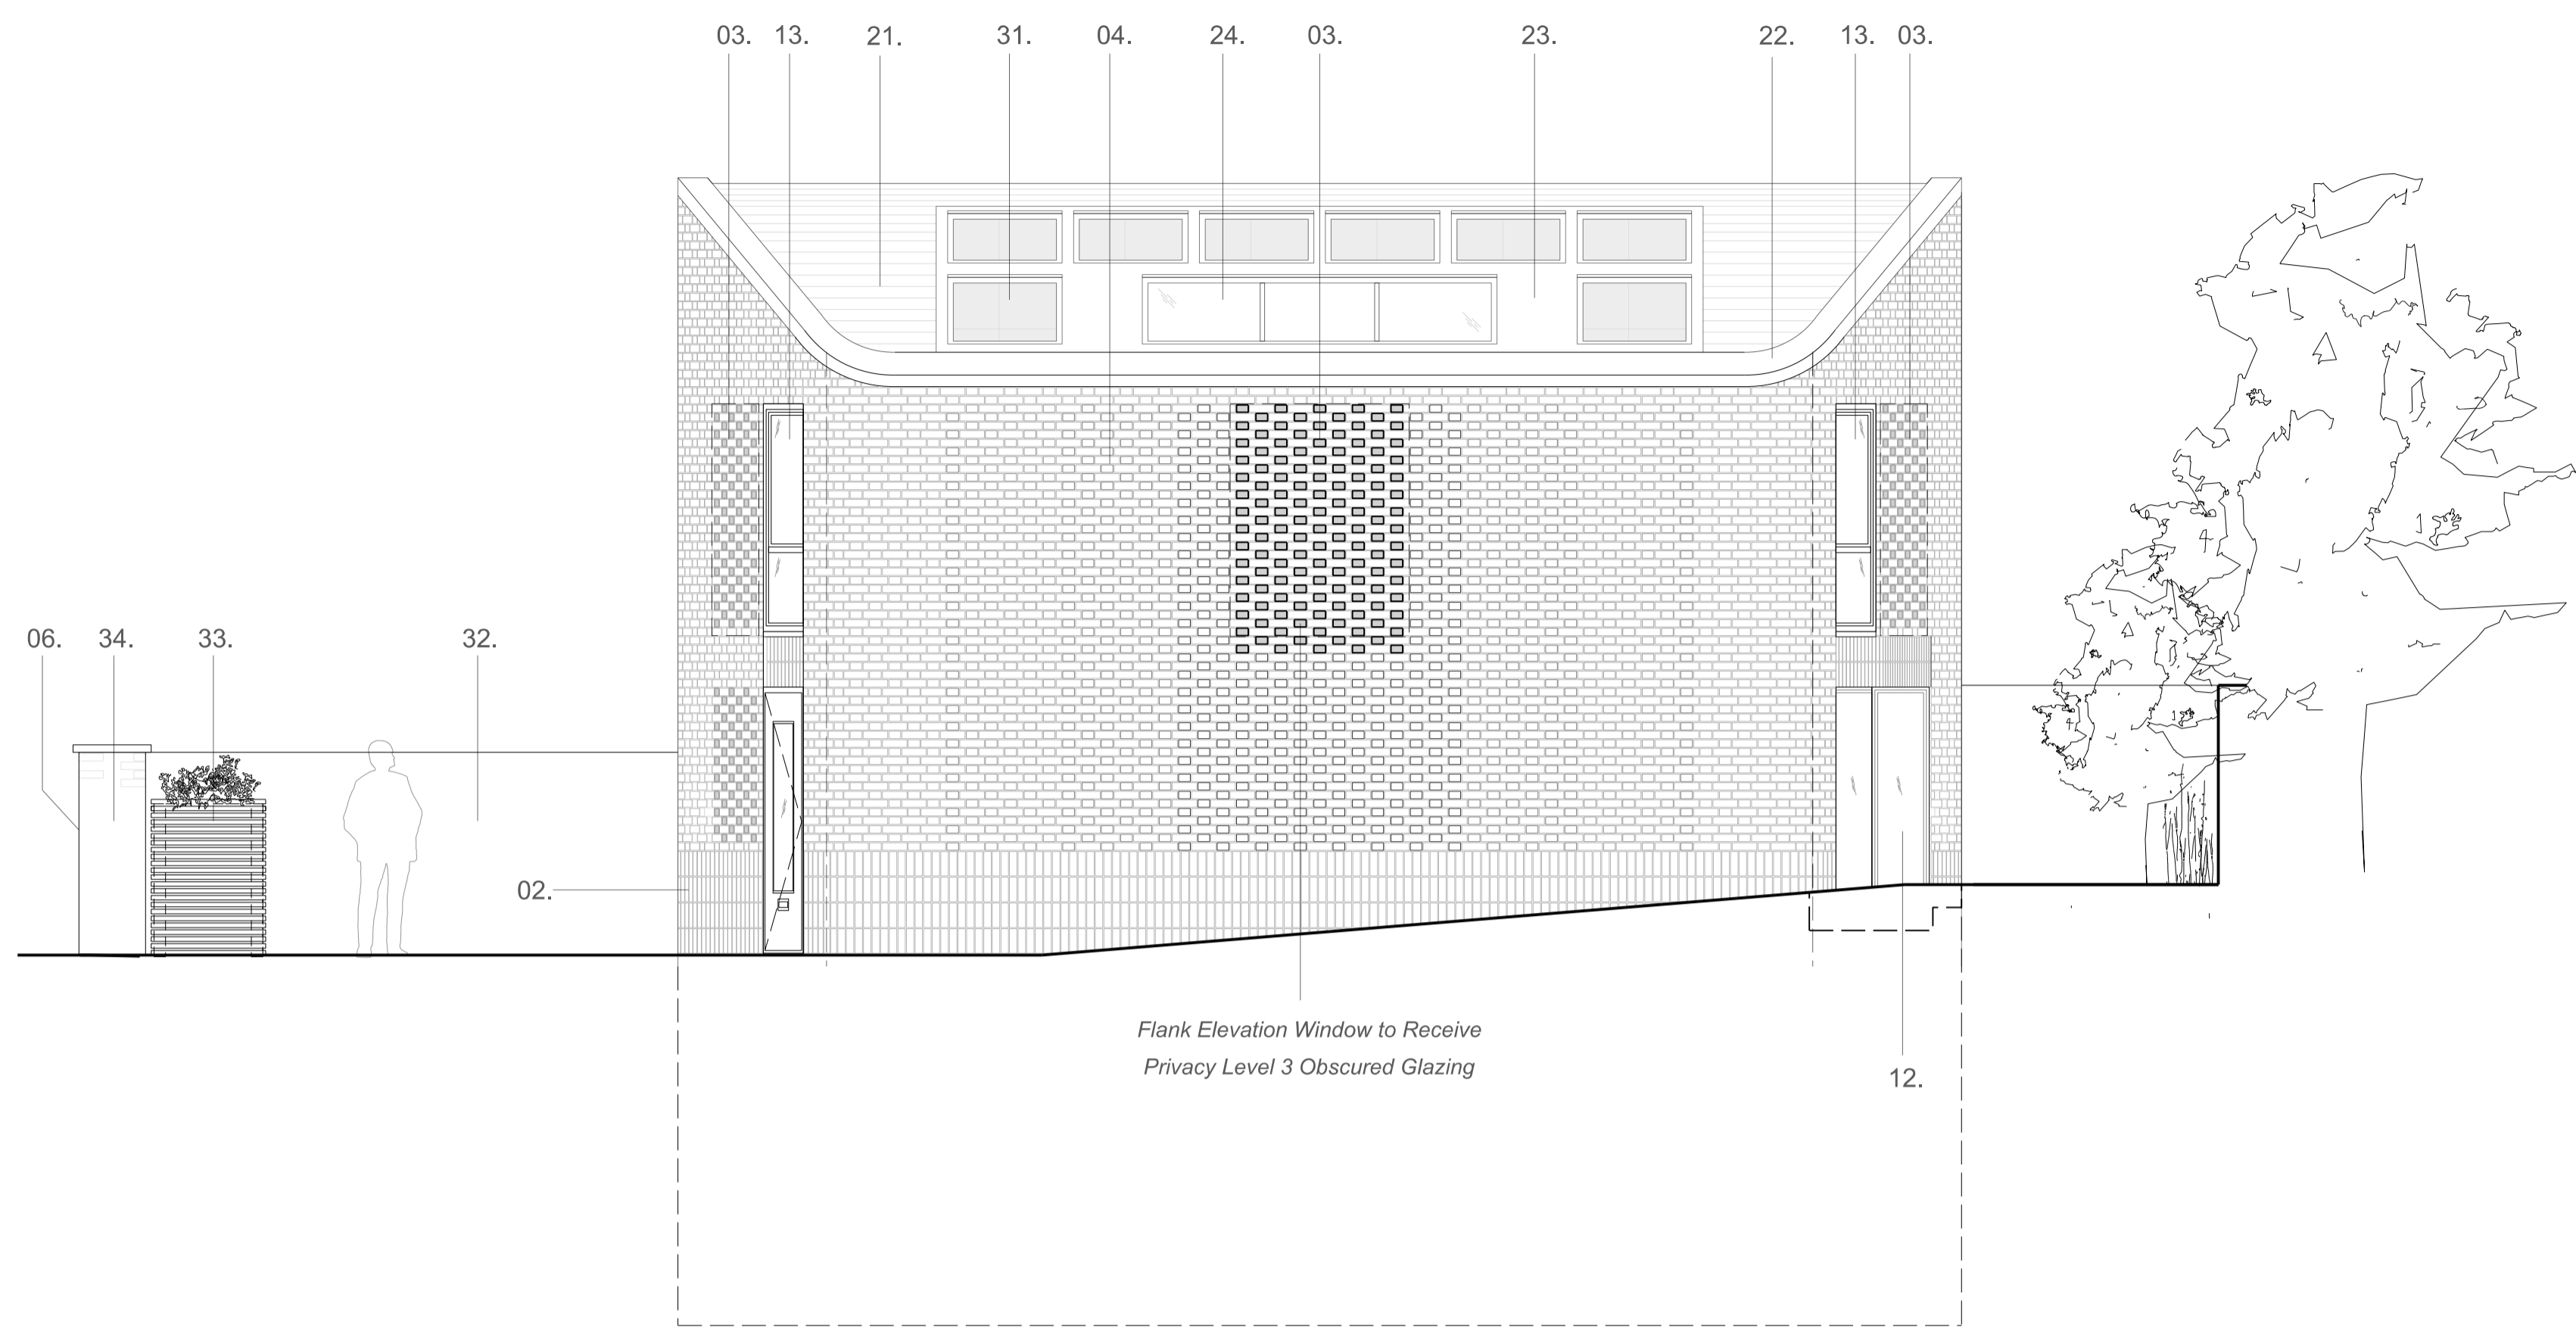 03. 13. 21. 31. 04. 24. 03. 23. 22. 13. 03.
06. 34. 33. 32.
02.
Flank Elevation Window to Receive
Privacy Level 3 Obscured Glazing
12.